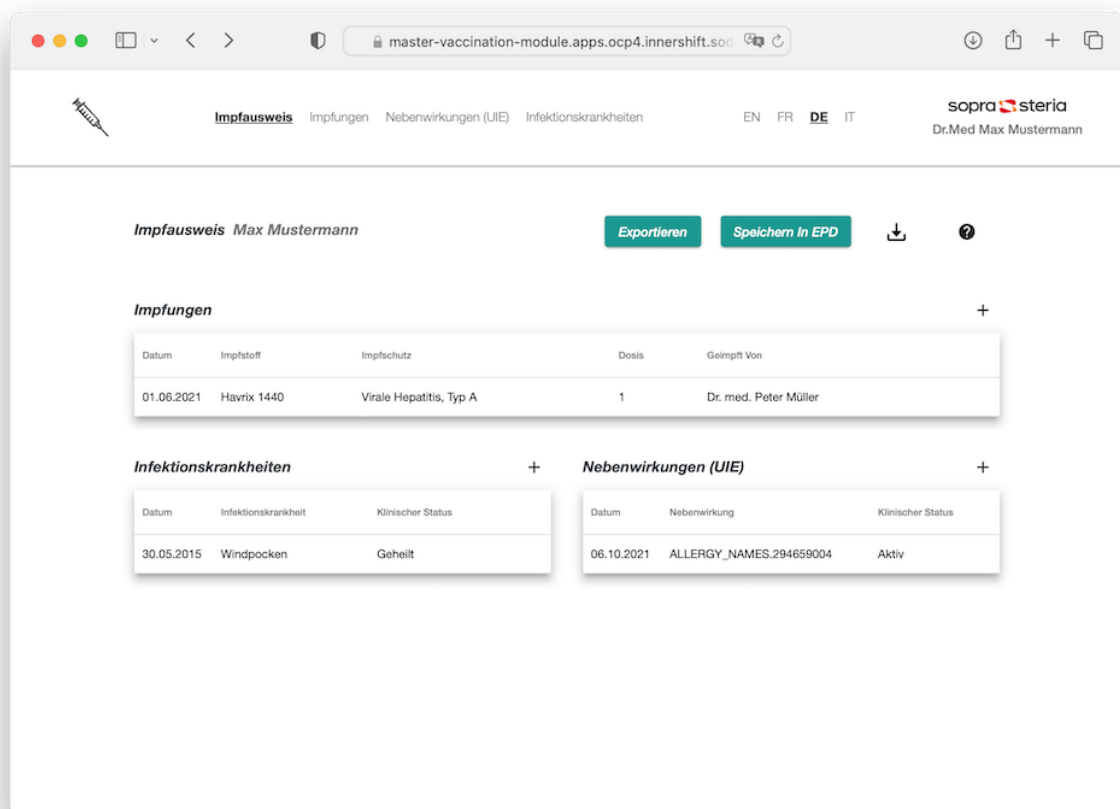 master-vaccination-module.apps.ocp4.innershift.sod
Impfausweis Impfungen Nebenwirkungen (UIE) Infektionskrankheiten EN FR DE IT
sopra steria
Dr.Med Max Mustermann
Impfausweis Max Mustermann Exportieren Speichern In EPD
Impfungen
Datum Impfstoff Impfschutz Dosis Geimpft Von
01.06.2021 Havrix 1440 Virale Hepatitis, Typ A 1 Dr. med. Peter Müller
Infektionskrankheiten
Datum Infektionskrankheit Klinischer Status
30.05.2015 Windpocken Geheilt
Nebenwirkungen (UIE)
Datum Nebenwirkung Klinischer Status
06.10.2021 ALLERGY_NAMES.294659004 Aktiv